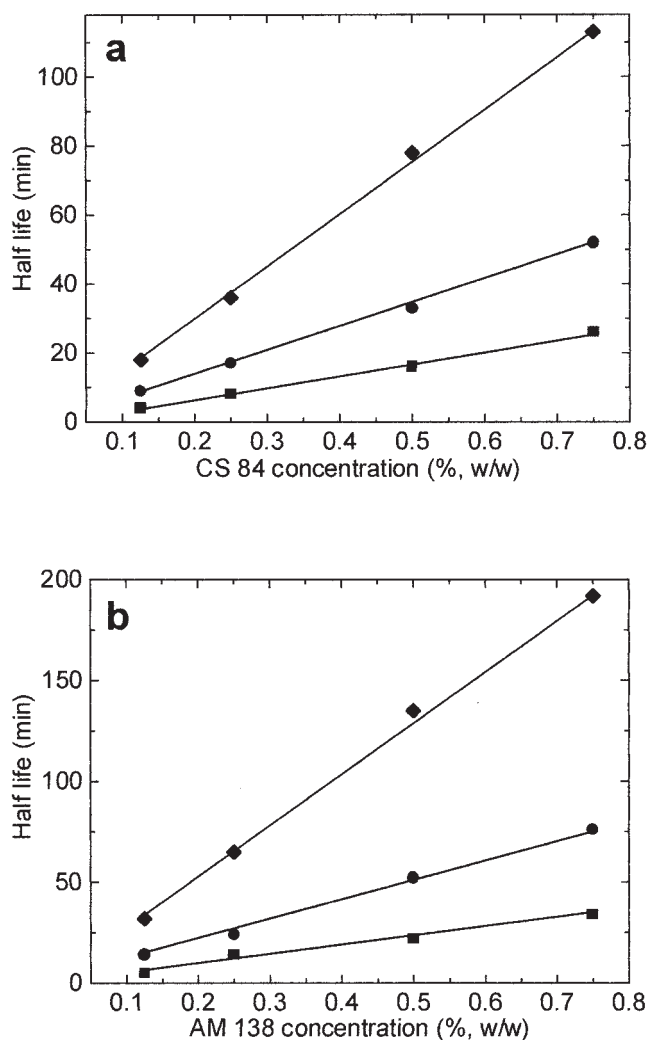 a
100
80
60
40
20
0
Half life (min)
0.1 0.2 0.3 0.4 0.5 0.6 0.7 0.8
CS 84 concentration (%, w/w)
b
200
150
100
50
0
Half life (min)
0.1 0.2 0.3 0.4 0.5 0.6 0.7 0.8
AM 138 concentration (%, w/w)